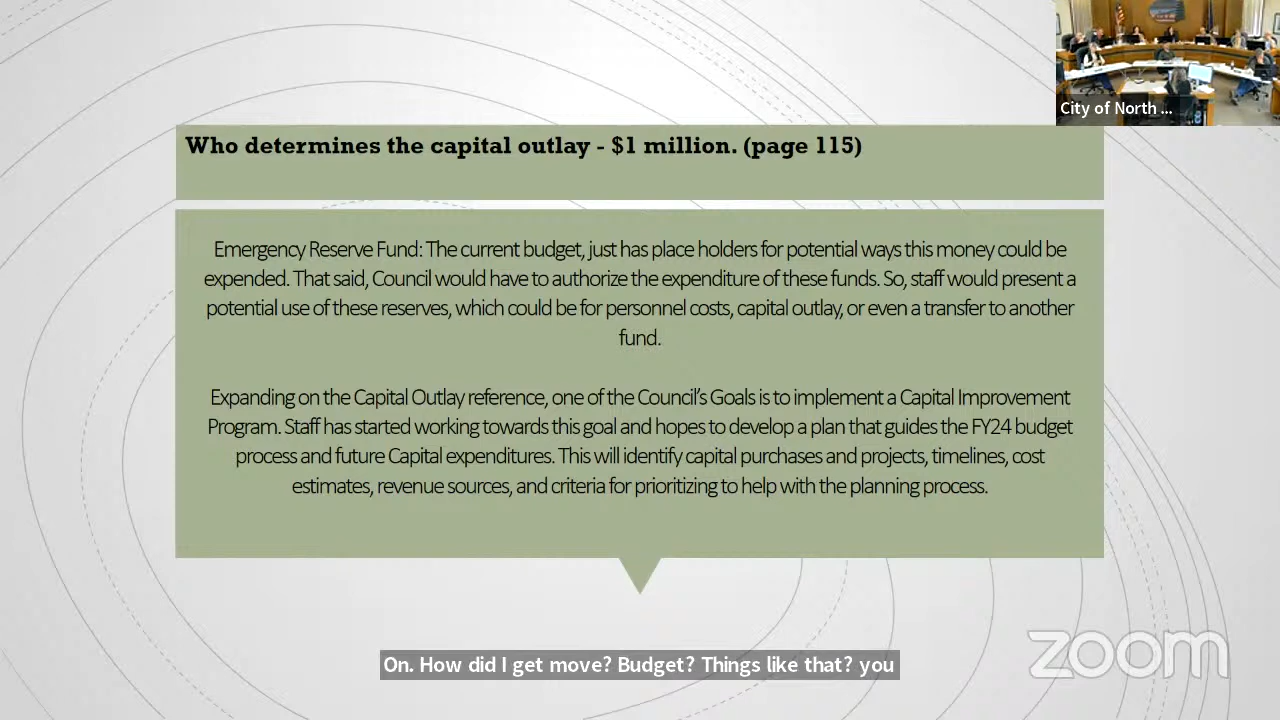 City of North ...
Who determines the capital outlay - $1 million. (page 115)
Emergency Reserve Fund: The current budget, just has place holders for potential ways this money could be
expended. That said, Council would have to authorize the expenditure of these funds. So, staff would present a
potential use of these reserves, which could be for personnel costs, capital outlay, or even a transfer to another
fund.
Expanding on the Capital Outlay reference, one of the Council's Goals is to implement a Capital Improvement
Program. Staff has started working towards this goal and hopes to develop a plan that guides the FY24 budget
process and future Capital expenditures. This will identify capital purchases and projects, timelines, cost
estimates, revenue sources, and criteria for prioritizing to help with the planning process.
zoom
On. How did I get move? Budget? Things like that? you